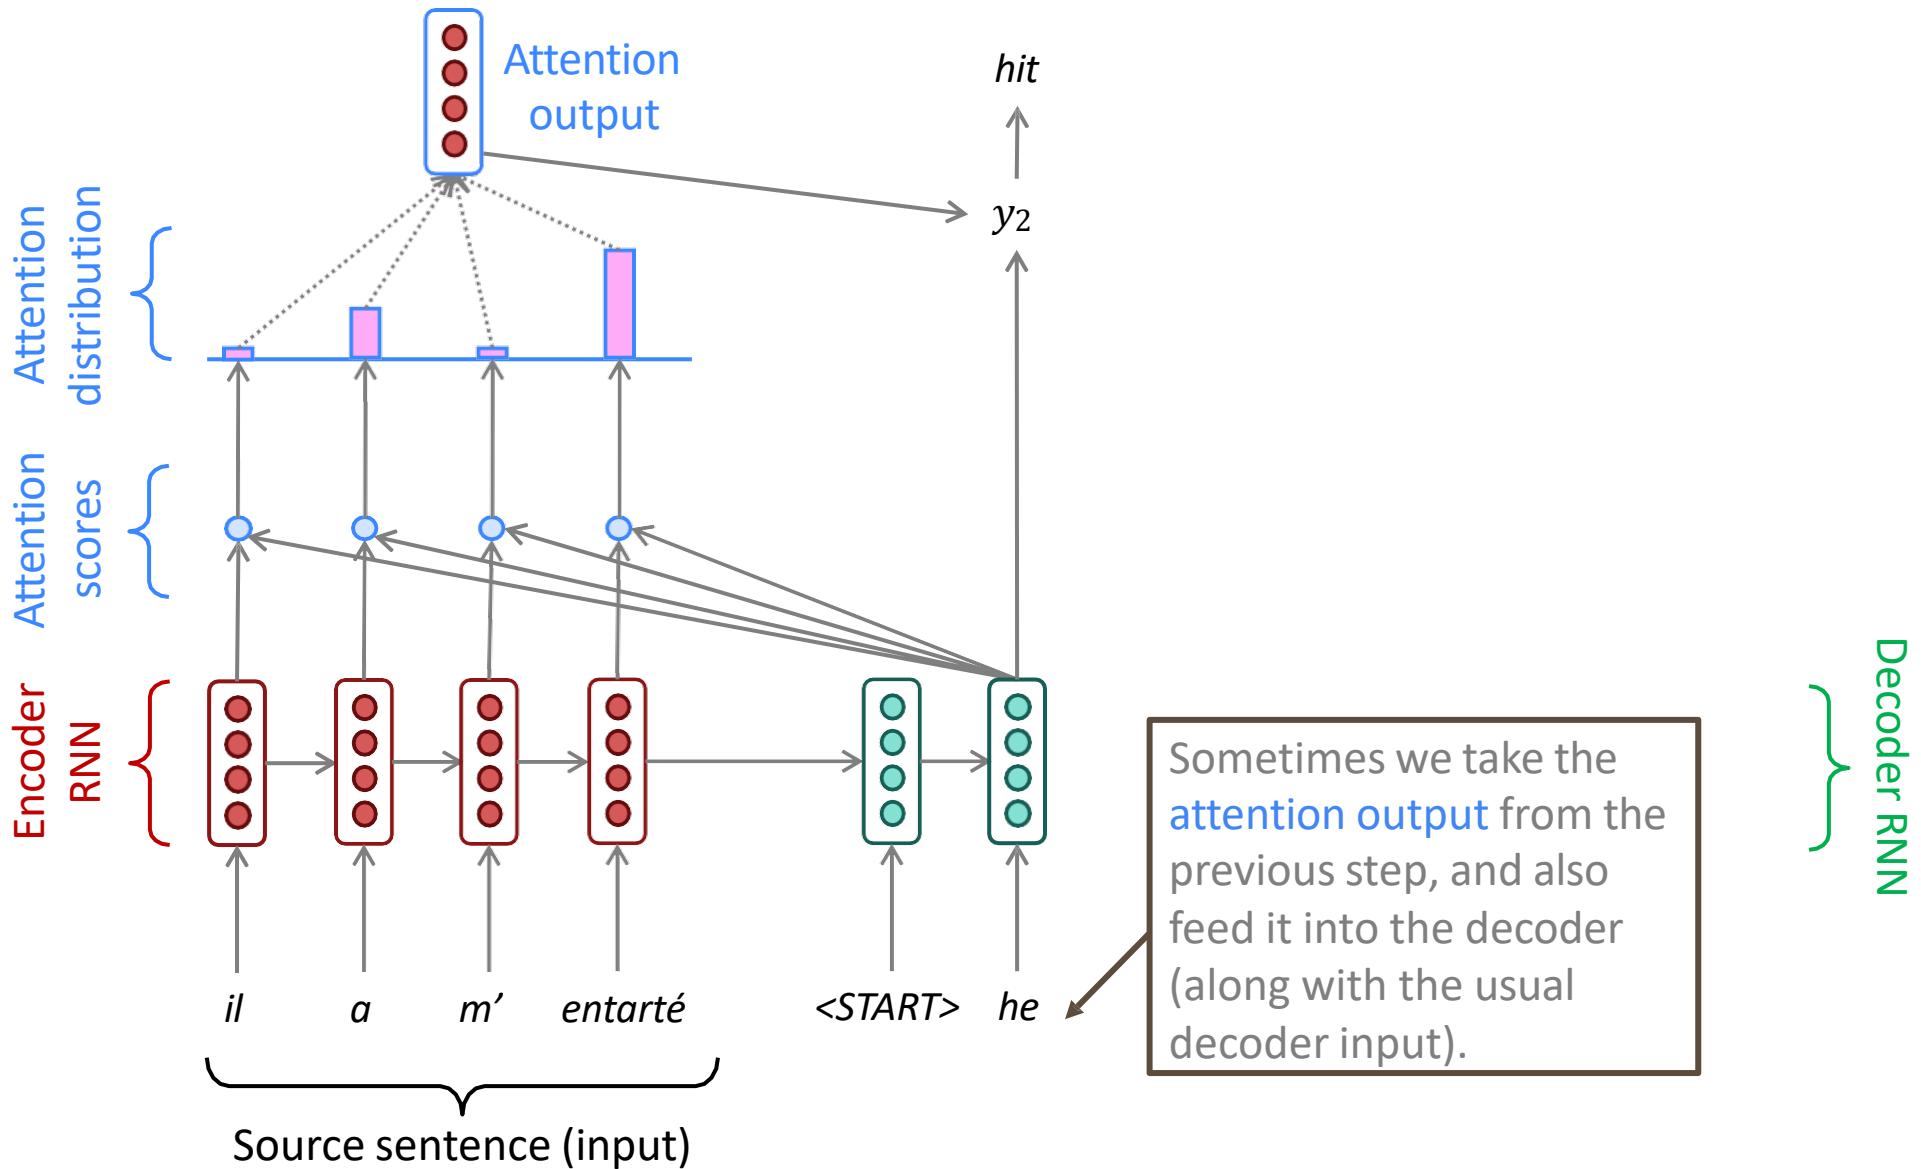 Attention
output
hit
y₂
Attention
distribution
Attention
scores
Encoder
RNN
Decoder RNN
Sometimes we take the
attention output from the
previous step, and also
feed it into the decoder
(along with the usual
decoder input).
il a m’ entarté <START> he
Source sentence (input)